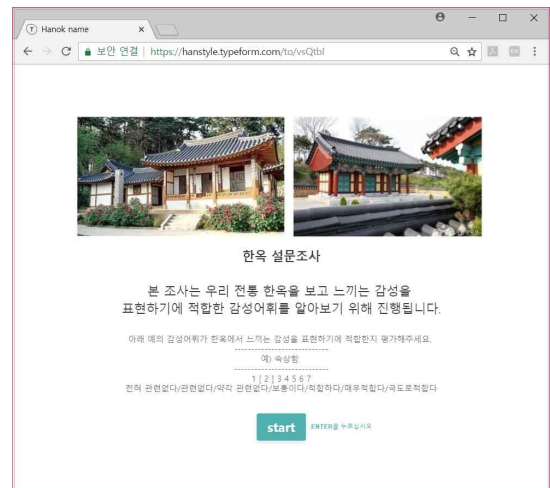 Hanok name
보안 연결 | https://hanstyle.typeform.com/to/vsQtbl
한옥 설문조사
본 조사는 우리 전통 한옥을 보고 느끼는 감성을
표현하기에 적합한 감성어휘를 알아보기 위해 진행됩니다.
아래 예의 감성어휘가 한옥에서 느끼는 감성을 표현하기에 적합한지 평가해주세요.
----------------------------
예) 속상함
----------------------------
1 | 2 | 3 4 5 6 7
전혀 관련없다/관련없다/약각 관련없다/보통이다/적합하다/매우적합다/극도로적합다
start ENTER를 누르십시오